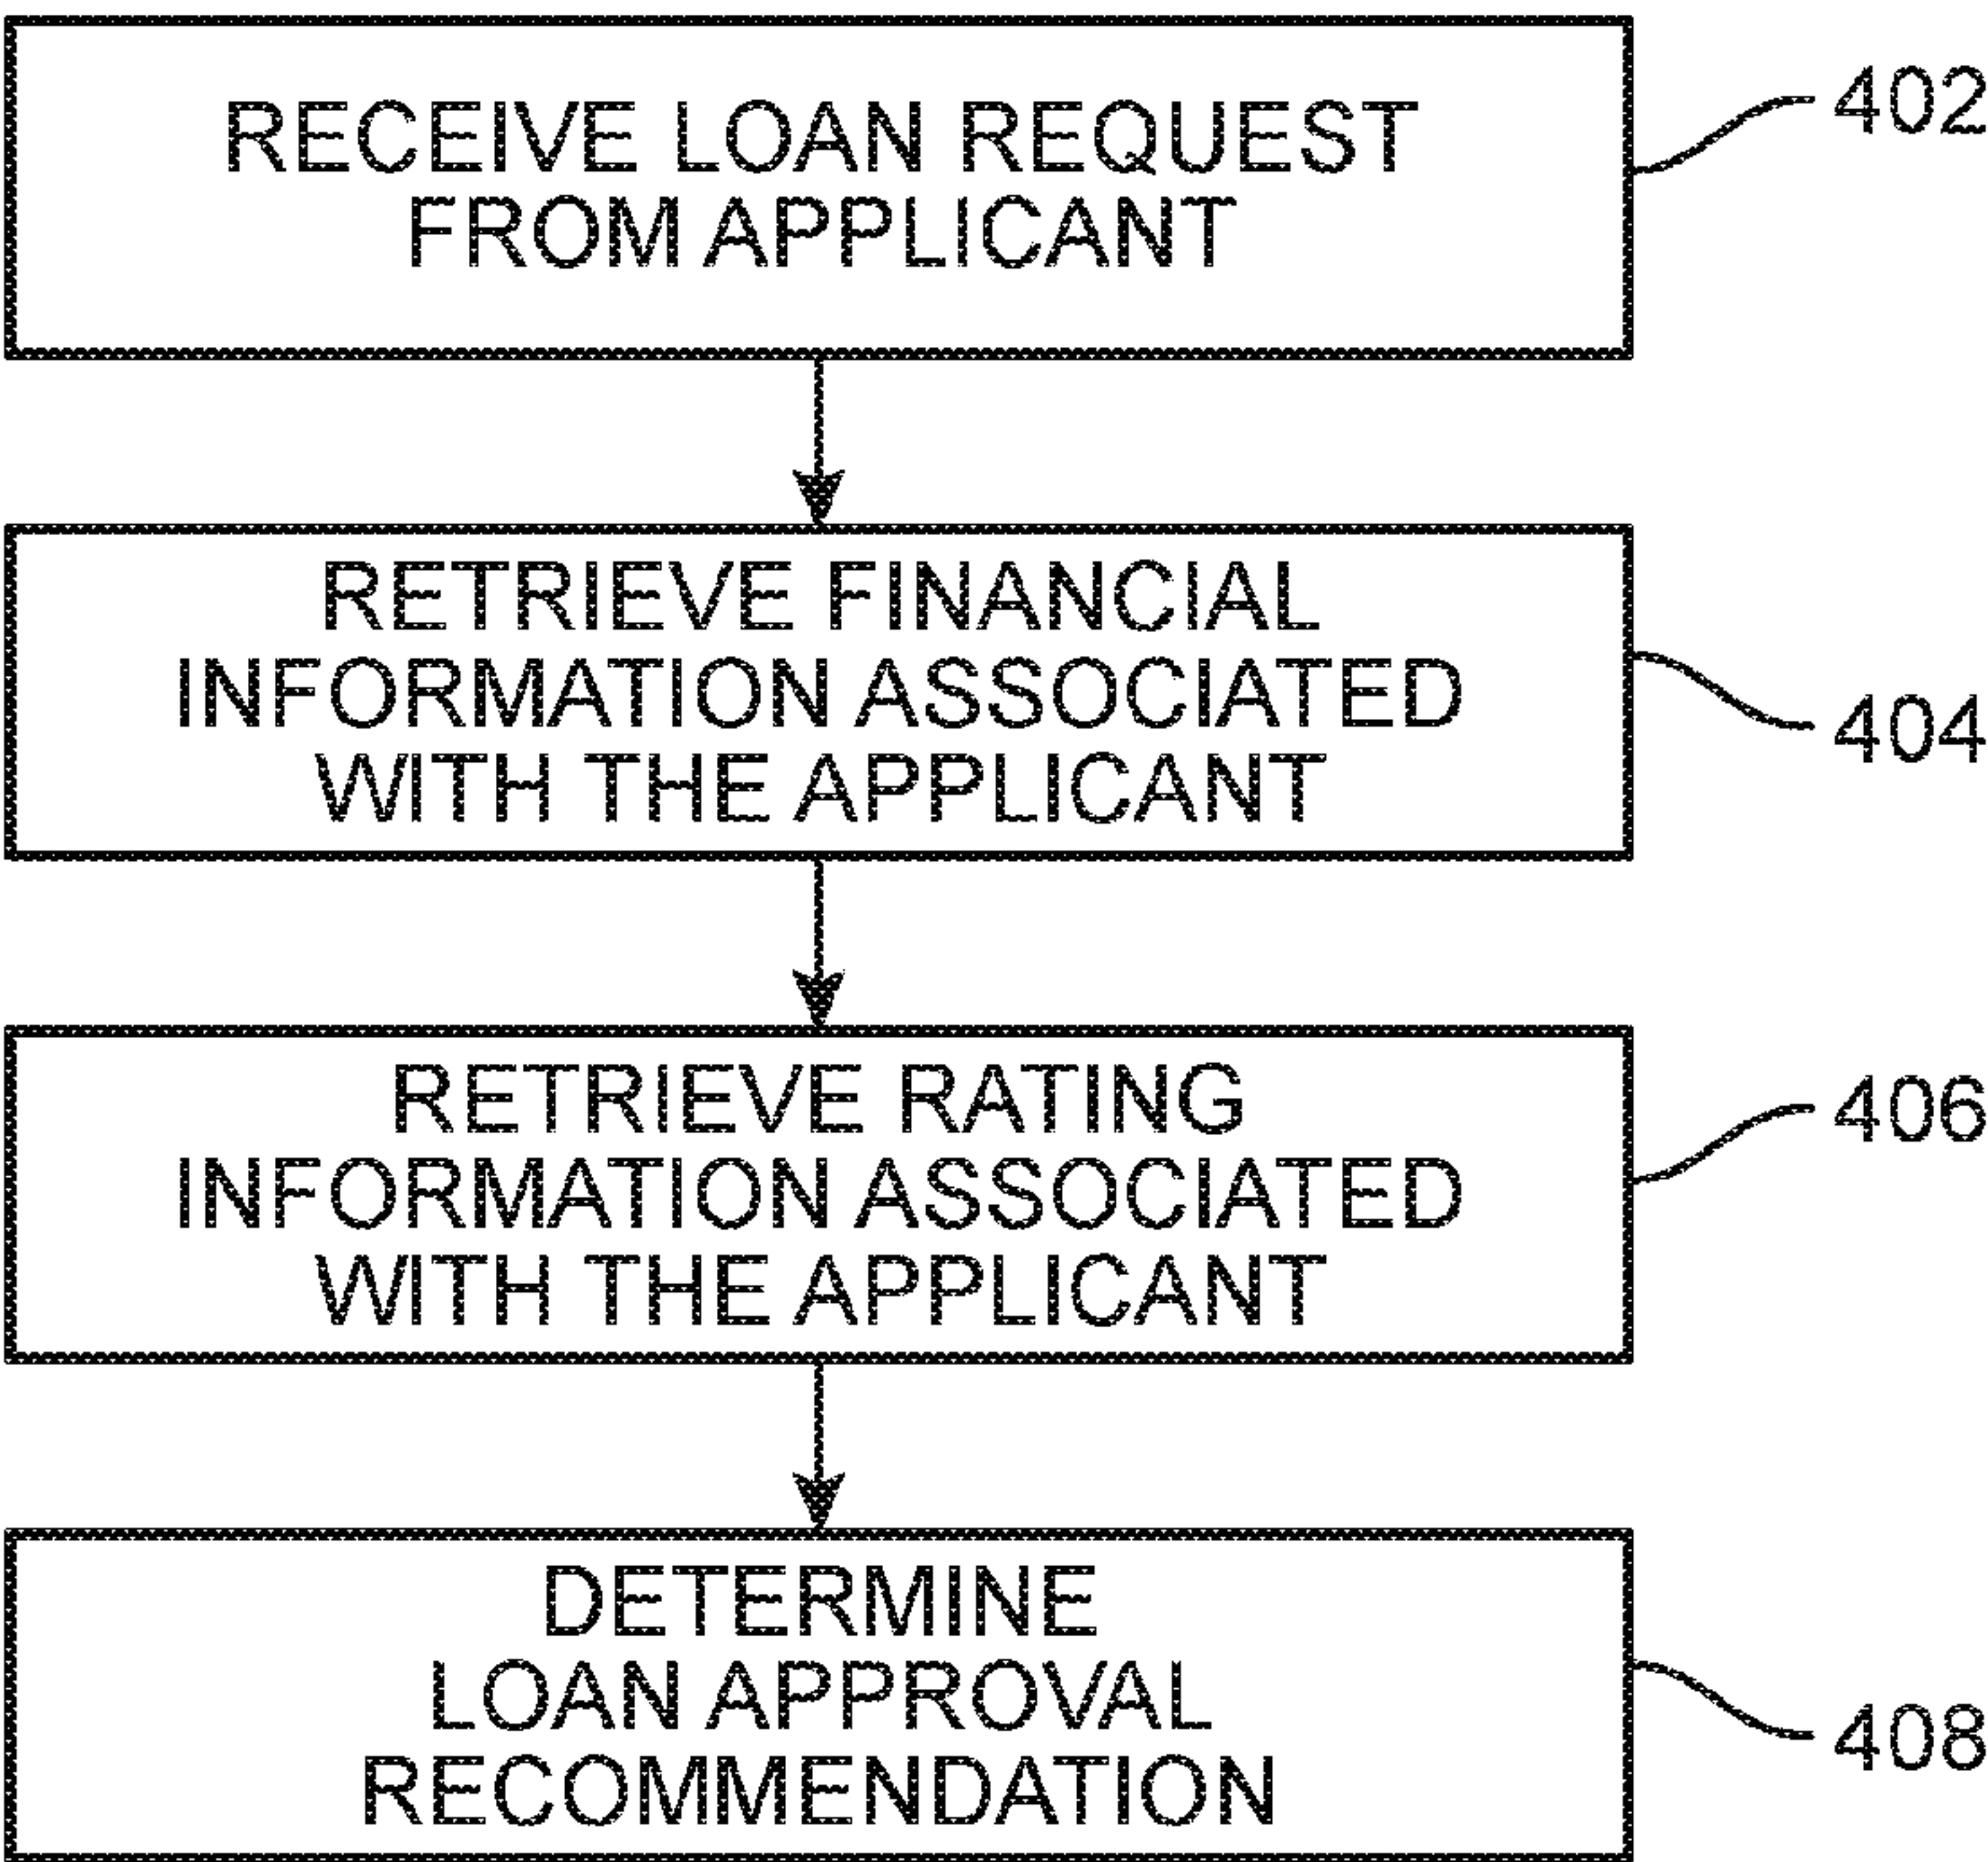 RECEIVE LOAN REQUEST
FROM APPLICANT
402
RETRIEVE FINANCIAL
INFORMATION ASSOCIATED
WITH THE APPLICANT
404
RETRIEVE RATING
INFORMATION ASSOCIATED
WITH THE APPLICANT
406
DETERMINE
LOAN APPROVAL
RECOMMENDATION
408